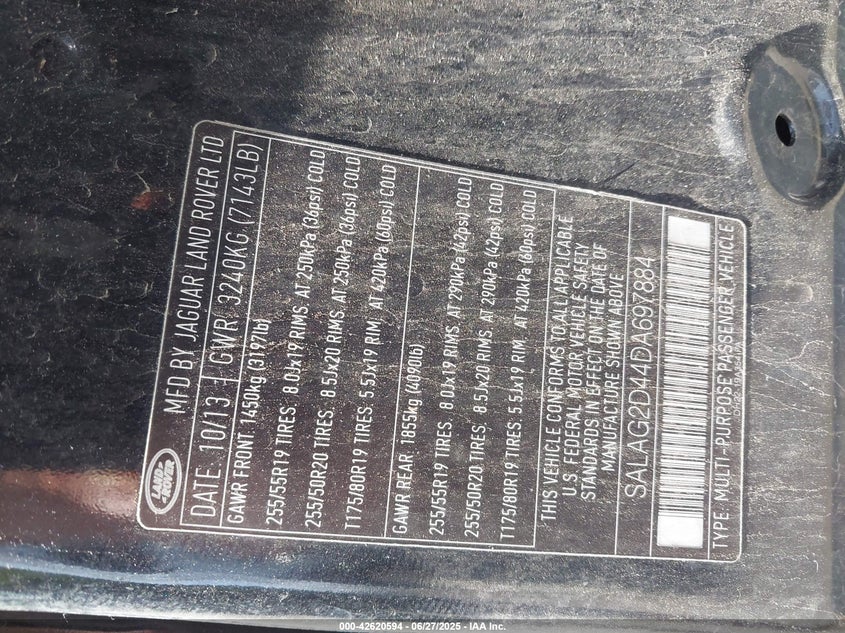 LAND ROVER
MFD BY JAGUAR LAND ROVER LTD
DATE: 10/13 GWR 3240KG (7143LB)
GAWR FRONT: 1450kg (3197lb)
255/55R19 TIRES: 8.0Jx19 RIMS. AT 250kPa (36psi) COLD
255/50R20 TIRES: 8.5Jx20 RIMS. AT 250kPa (36psi) COLD
T175/80R19 TIRES: 5.5Jx19 RIM. AT 420kPa (60psi) COLD
GAWR REAR: 1855kg (4090lb)
255/55R19 TIRES: 8.0Jx19 RIMS. AT 290kPa (42psi) COLD
255/50R20 TIRES: 8.5Jx20 RIMS. AT 290kPa (42psi) COLD
T175/80R19 TIRES: 5.5Jx19 RIM. AT 420kPa (60psi) COLD
THIS VEHICLE CONFORMS TO ALL APPLICABLE
U.S. FEDERAL MOTOR VEHICLE SAFETY
STANDARDS IN EFFECT ON THE DATE OF
MANUFACTURE SHOWN ABOVE
SALAG2D44DA697884
TYPE: MULTI-PURPOSE PASSENGER VEHICLE
000-42620594 - 06/27/2025 - IAA Inc.